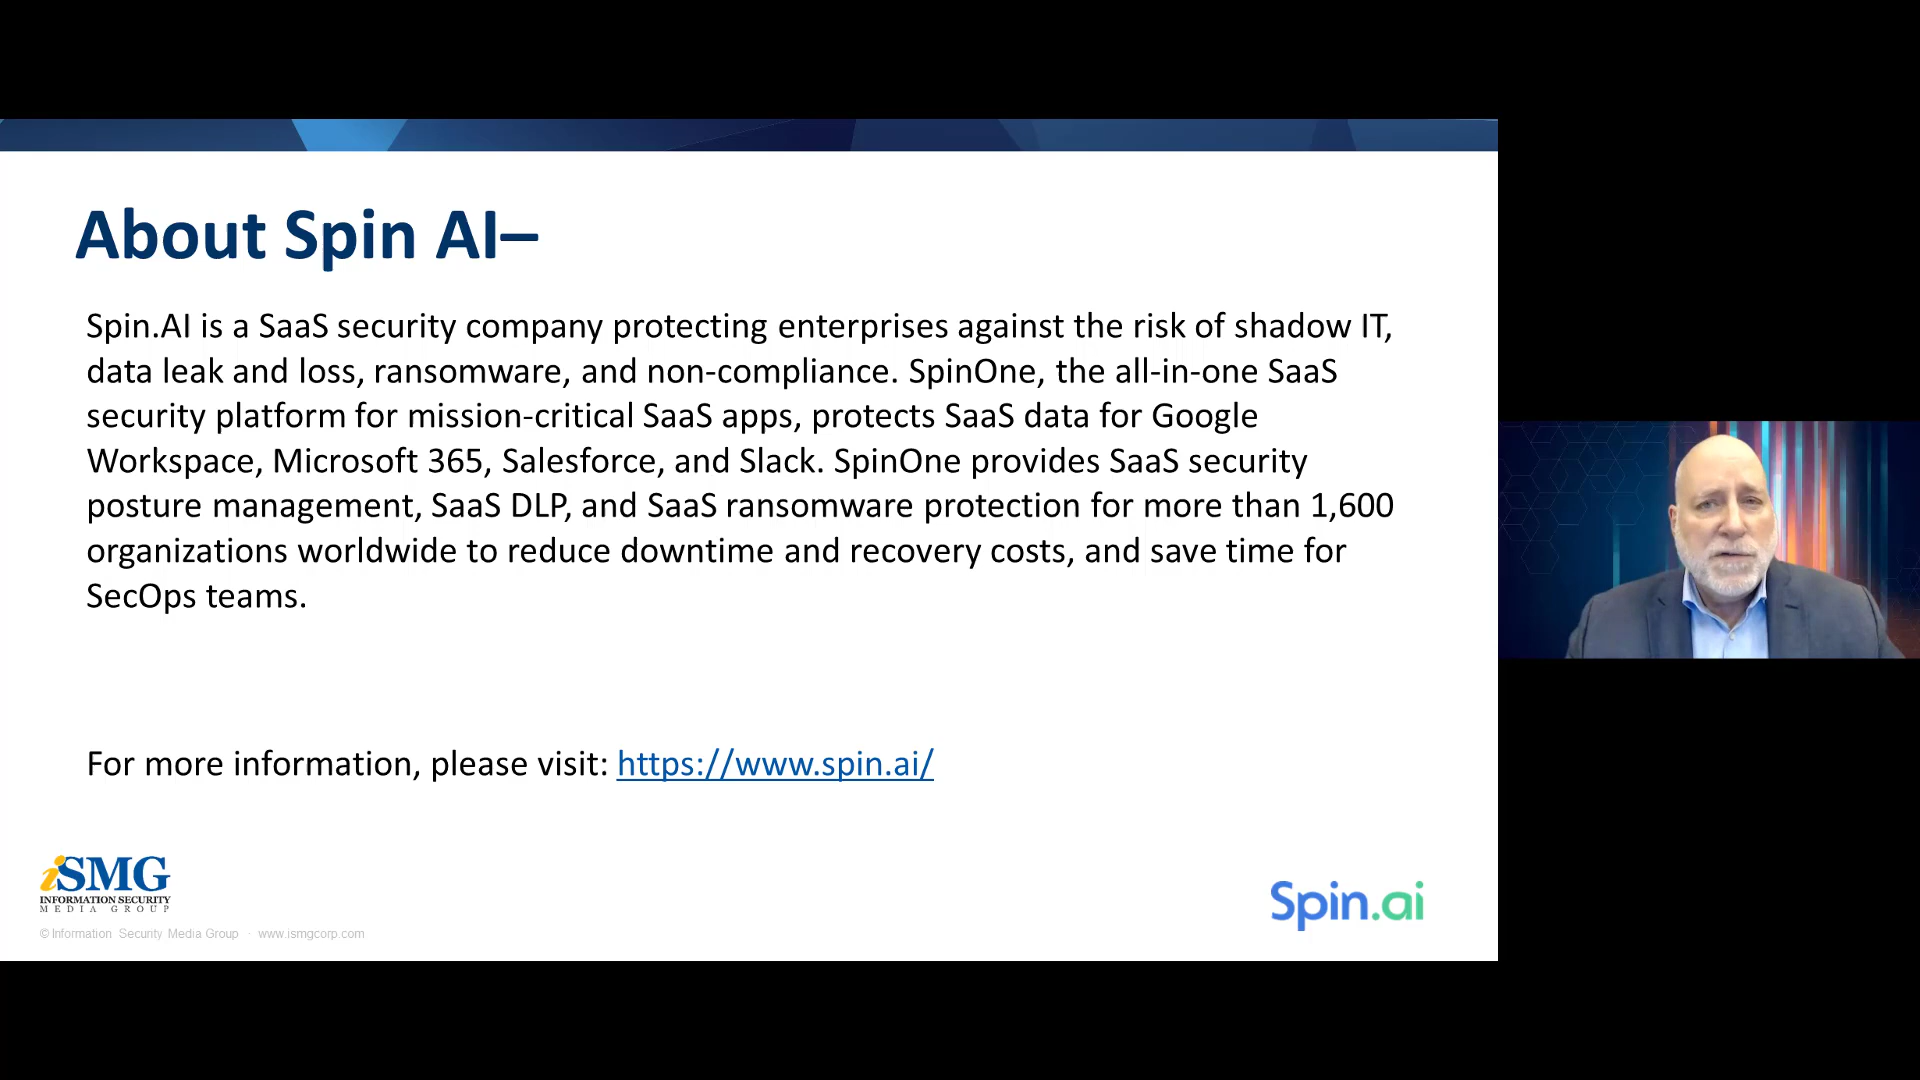 About Spin AI–
Spin.AI is a SaaS security company protecting enterprises against the risk of shadow IT,
data leak and loss, ransomware, and non-compliance. SpinOne, the all-in-one SaaS
security platform for mission-critical SaaS apps, protects SaaS data for Google
Workspace, Microsoft 365, Salesforce, and Slack. SpinOne provides SaaS security
posture management, SaaS DLP, and SaaS ransomware protection for more than 1,600
organizations worldwide to reduce downtime and recovery costs, and save time for
SecOps teams.
For more information, please visit: https://www.spin.ai/
iSMG
INFORMATION SECURITY
MEDIA GROUP
© Information Security Media Group · www.ismgcorp.com
Spin.ai